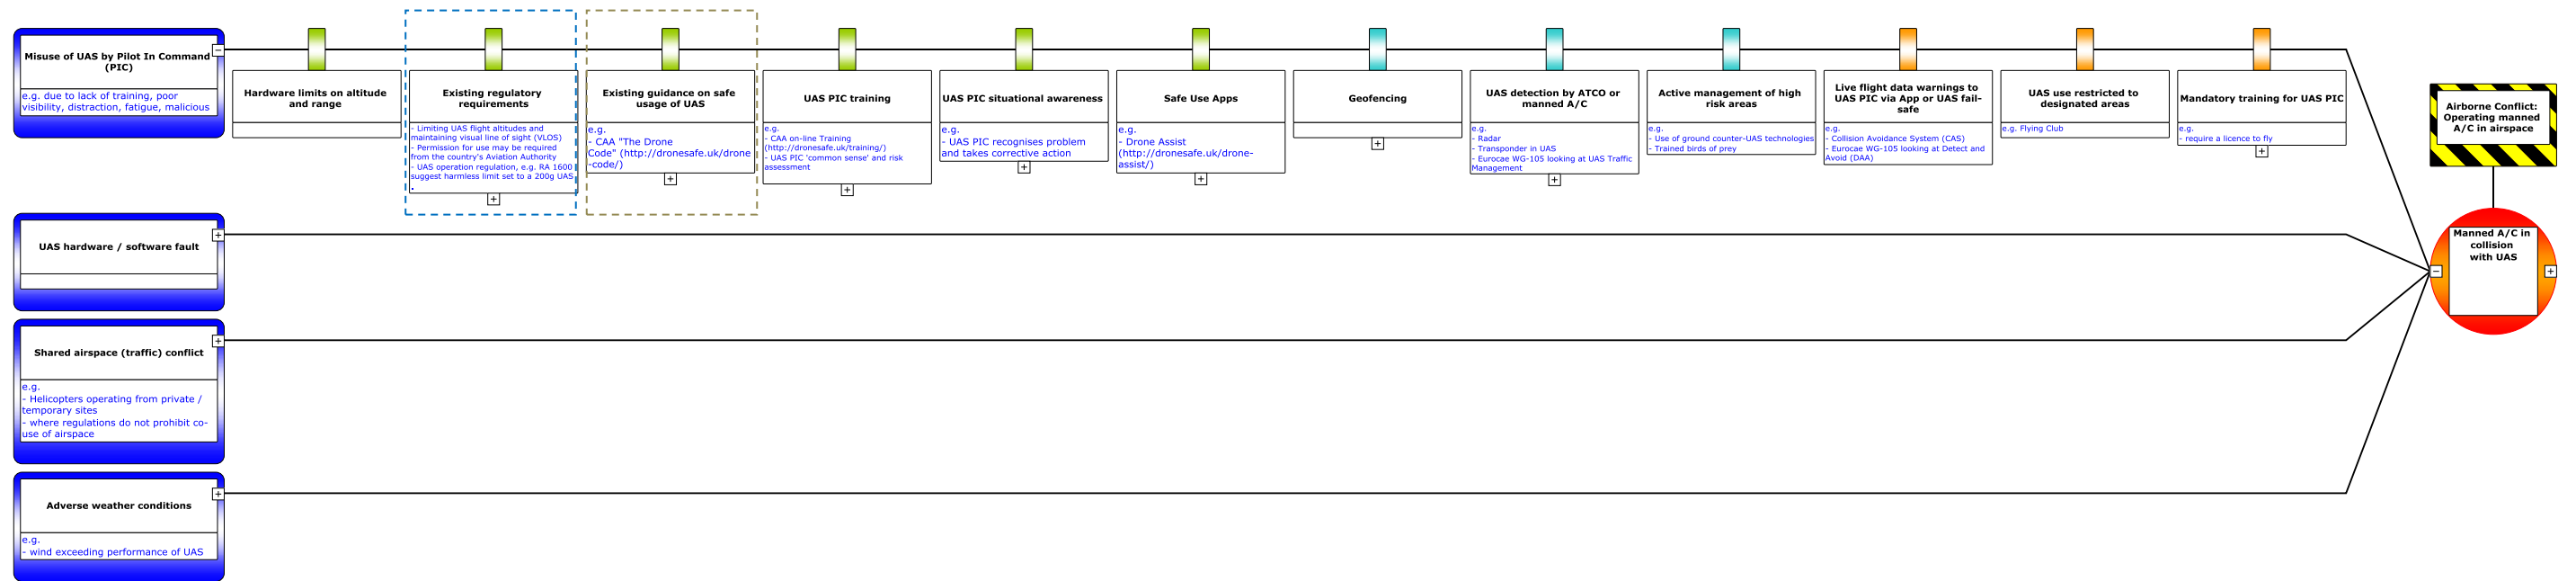 Misuse of UAS by Pilot In Command
(PIC)
e.g. due to lack of training, poor
visibility, distraction, fatigue, malicious
Hardware limits on altitude
and range
Existing regulatory
requirements
- Limiting UAS flight altitudes and
maintaining visual line of sight (VLOS)
- Permission for use may be required
from the country's Aviation Authority
- UAS operation regulation, e.g. RA 1600
suggest harmless limit set to a 200g UAS
•
Existing guidance on safe
usage of UAS
e.g.
- CAA "The Drone
Code" (http://dronesafe.uk/drone
-code/)
UAS PIC training
e.g.
- CAA on-line Training
(http://dronesafe.uk/training/)
- UAS PIC 'common sense' and risk
assessment
UAS PIC situational awareness
e.g.
- UAS PIC recognises problem
and takes corrective action
Safe Use Apps
e.g.
- Drone Assist
(http://dronesafe.uk/drone-
assist/)
Geofencing
UAS detection by ATCO or
manned A/C
e.g.
- Radar
- Transponder in UAS
- Eurocae WG-105 looking at UAS Traffic
Management
Active management of high
risk areas
e.g.
- Use of ground counter-UAS technologies
- Trained birds of prey
Live flight data warnings to
UAS PIC via App or UAS fail-
safe
e.g.
- Collision Avoidance System (CAS)
- Eurocae WG-105 looking at Detect and
Avoid (DAA)
UAS use restricted to
designated areas
e.g. Flying Club
Mandatory training for UAS PIC
e.g.
- require a licence to fly
Airborne Conflict:
Operating manned
A/C in airspace
Manned A/C in
collision
with UAS
UAS hardware / software fault
Shared airspace (traffic) conflict
e.g.
- Helicopters operating from private /
temporary sites
- where regulations do not prohibit co-
use of airspace
Adverse weather conditions
e.g.
- wind exceeding performance of UAS